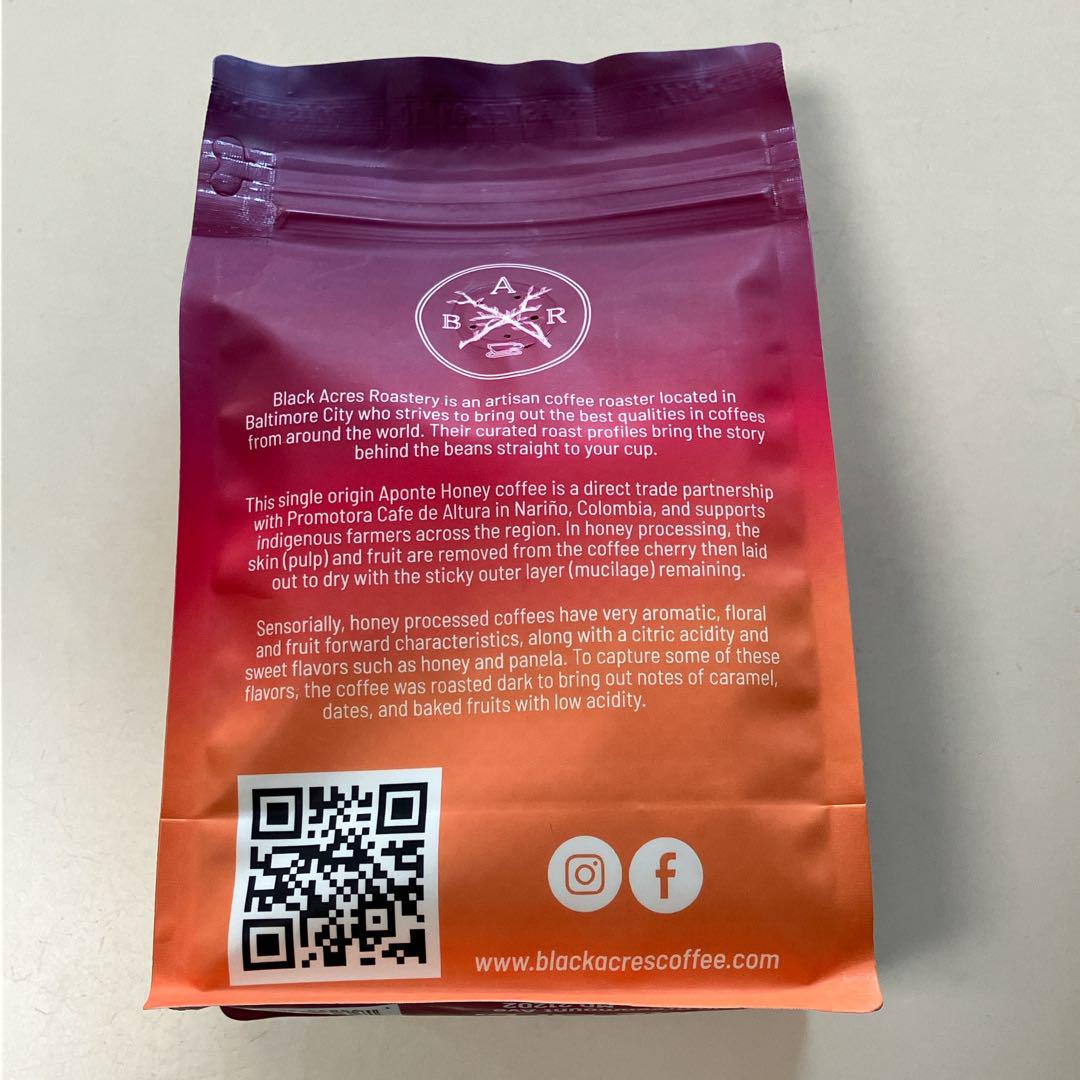 A
B R
Black Acres Roastery is an artisan coffee roaster located in
Baltimore City who strives to bring out the best qualities in coffees
from around the world. Their curated roast profiles bring the story
behind the beans straight to your cup.
This single origin Aponte Honey coffee is a direct trade partnership
with Promotora Cafe de Altura in Nariño, Colombia, and supports
indigenous farmers across the region. In honey processing, the
skin (pulp) and fruit are removed from the coffee cherry then laid
out to dry with the sticky outer layer (mucilage) remaining.
Sensorially, honey processed coffees have very aromatic, floral
and fruit forward characteristics, along with a citric acidity and
sweet flavors such as honey and panela. To capture some of these
flavors, the coffee was roasted dark to bring out notes of caramel,
dates, and baked fruits with low acidity.
www.blackacrescoffee.com
MD 21202